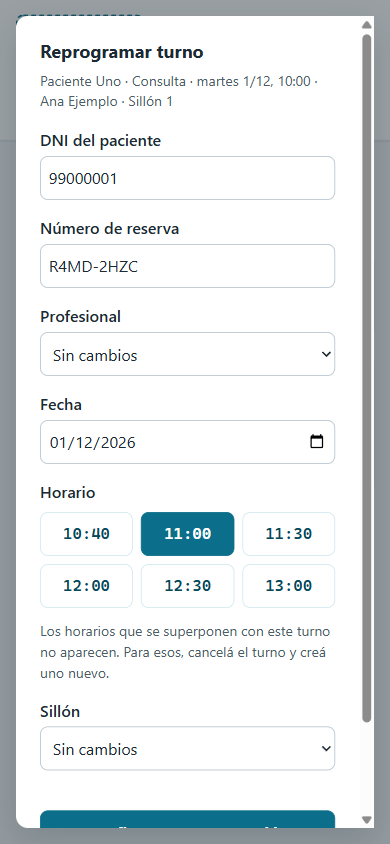 Reprogramar turno
Paciente Uno · Consulta · martes 1/12, 10:00 ·
Ana Ejemplo · Sillón 1
DNI del paciente
99000001
Número de reserva
R4MD-2HZC
Profesional
Sin cambios
Fecha
01/12/2026
Horario
10:40 11:00 11:30
12:00 12:30 13:00
Los horarios que se superponen con este turno
no aparecen. Para esos, cancelá el turno y creá
uno nuevo.
Sillón
Sin cambios